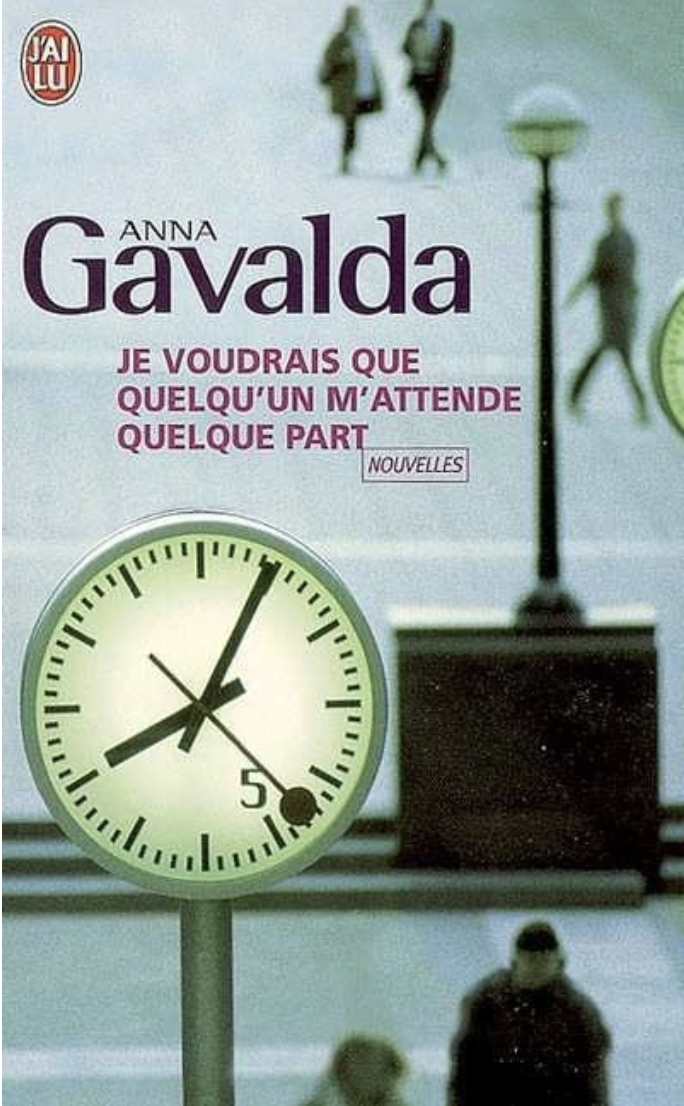 J'AI
LU
ANNA
Gavalda
JE VOUDRAIS QUE
QUELQU'UN M'ATTENDE
QUELQUE PART
NOUVELLES
5